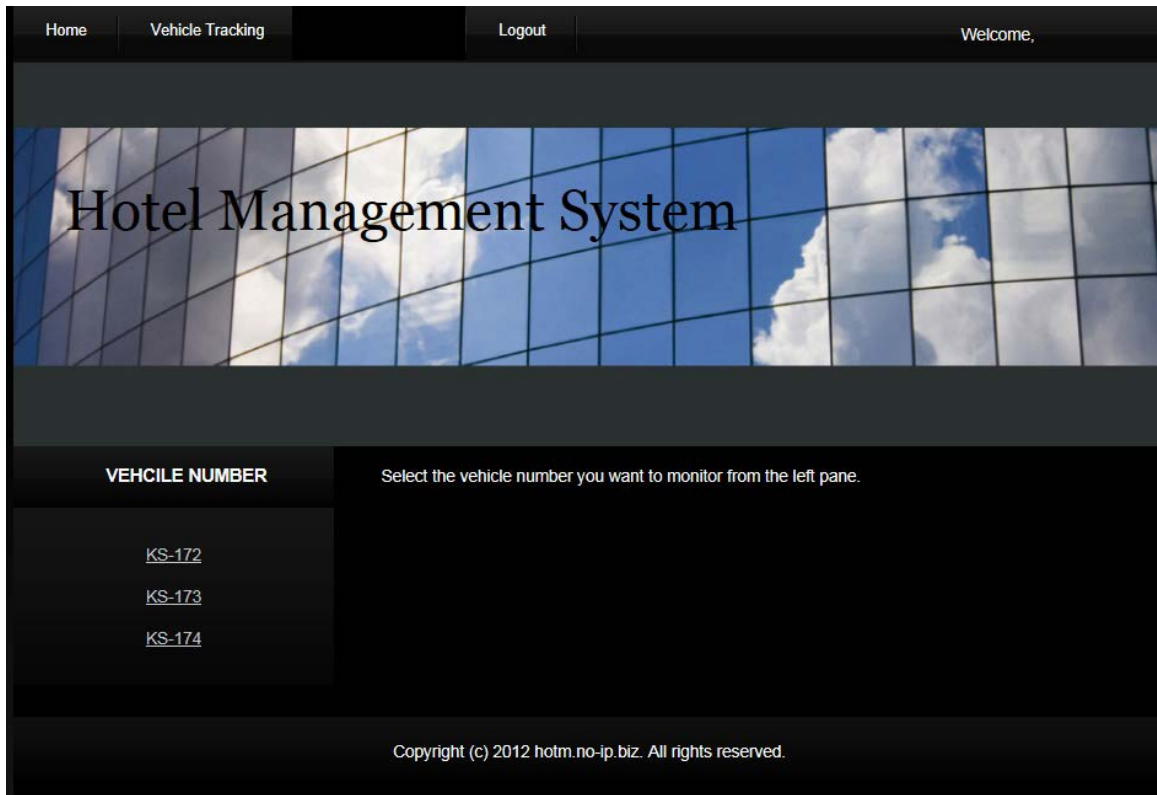 Home Vehicle Tracking Logout Welcome,
Hotel Management System
VEHCILE NUMBER
Select the vehicle number you want to monitor from the left pane.
KS-172
KS-173
KS-174
Copyright (c) 2012 hotm.no-ip.biz. All rights reserved.